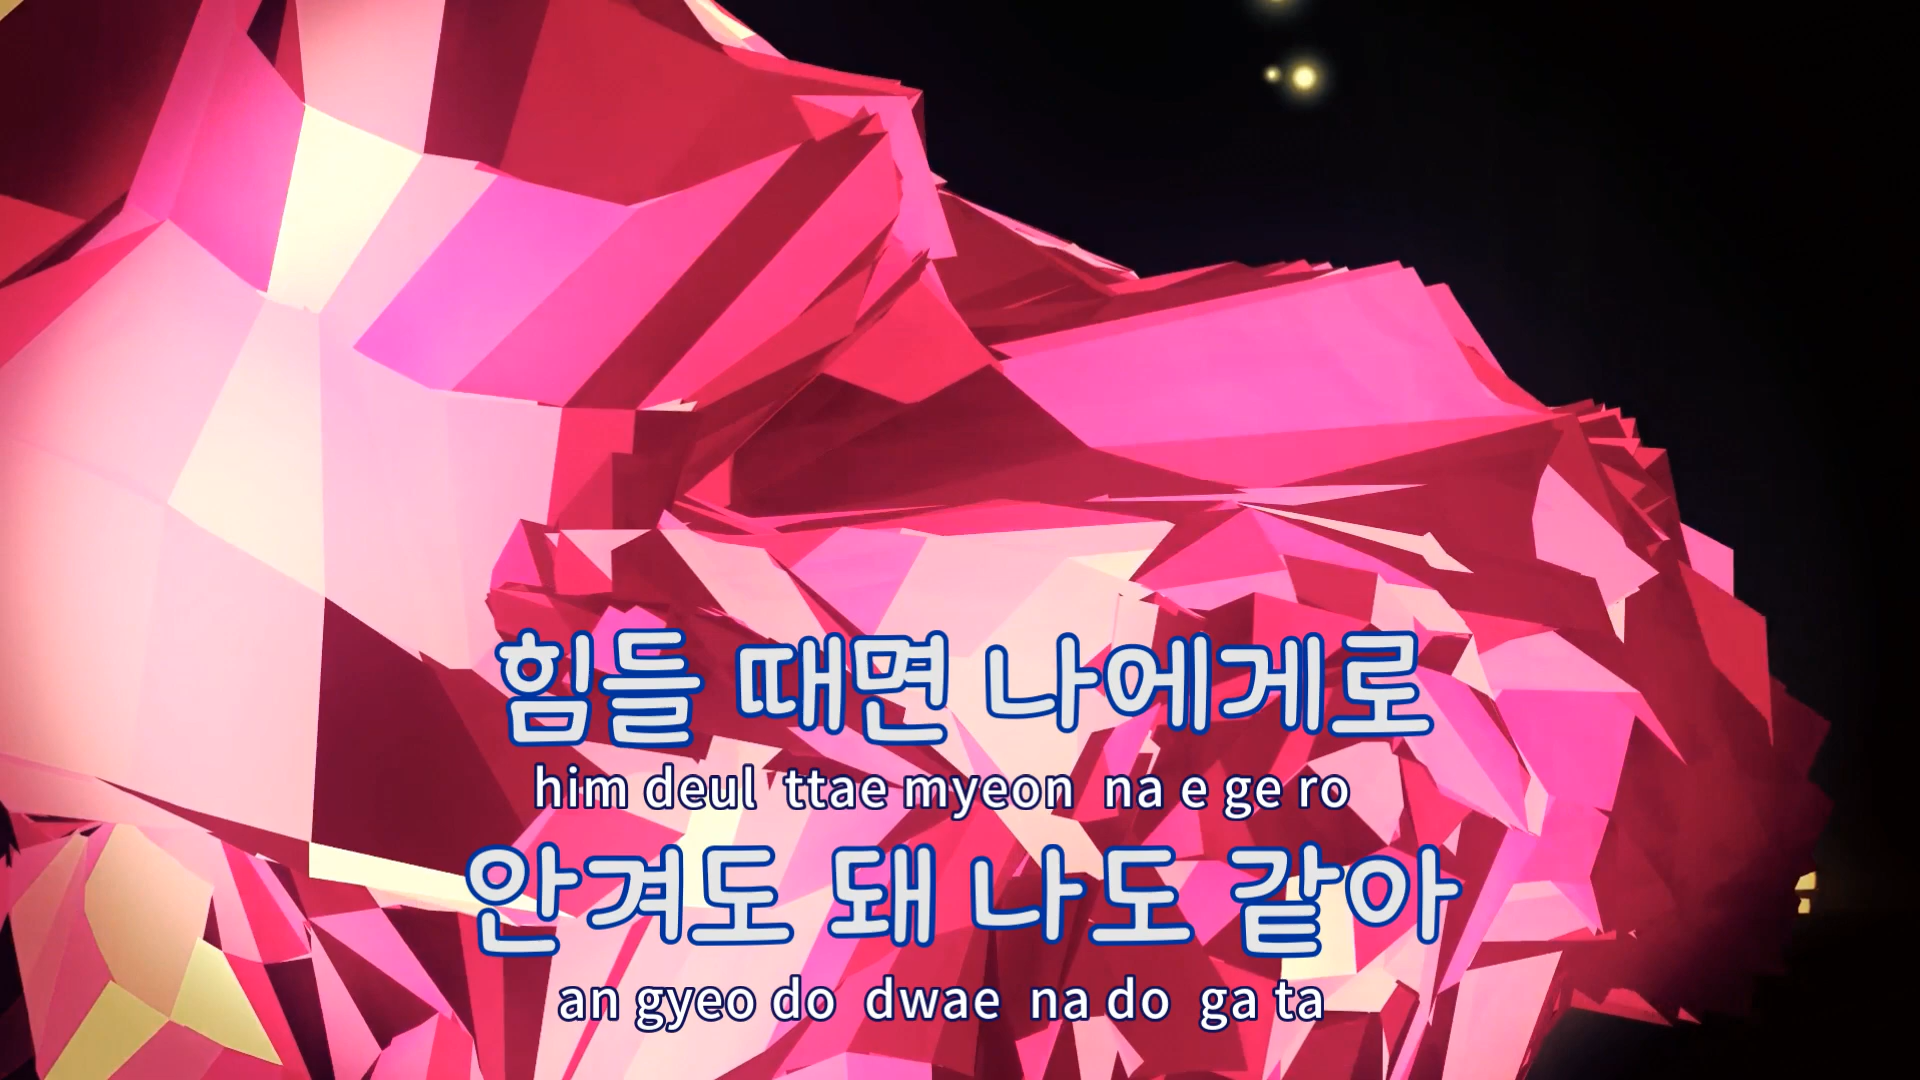 힘들 때면 나에게로
him deul ttae myeon na e ge ro
안겨도 돼 나도 같아
an gyeo do dwae na do ga ta